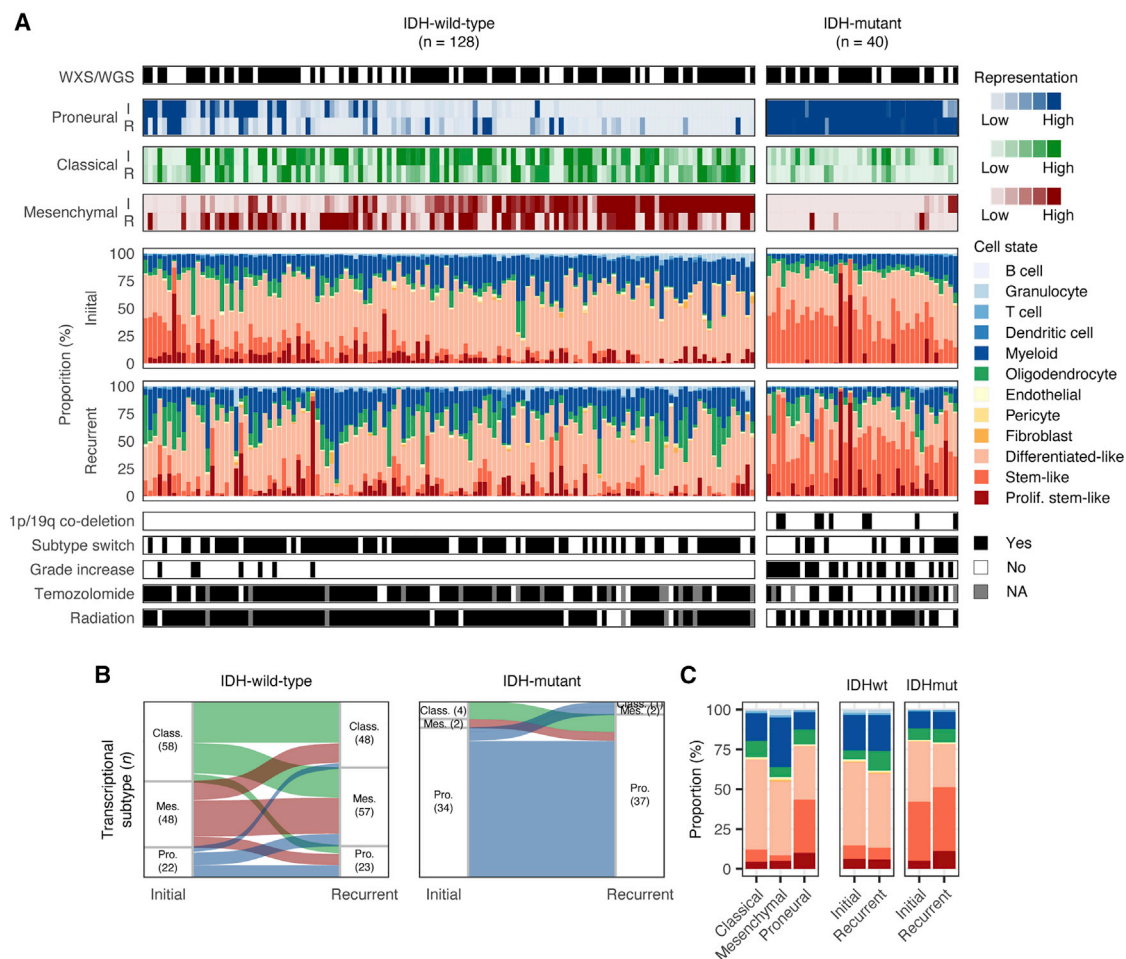 A
IDH-wild-type
(n = 128)
IDH-mutant
(n = 40)
WXS/WGS
Proneural I
R
Classical I
R
Mesenchymal I
R
Representation
Low High
Low High
Low High
Proporition (%)
Iniital
100
75
50
25
0
Recurrent
100
75
50
25
0
Cell state
B cell
Granulocyte
T cell
Dendritic cell
Myeloid
Oligodendrocyte
Endothelial
Pericyte
Fibroblast
Differentiated-like
Stem-like
Prolif. stem-like
1p/19q co-deletion
Subtype switch
Grade increase
Temozolomide
Radiation
Yes
No
NA
B
IDH-wild-type
IDH-mutant
Transcriptional
subtype (n)
Class.
(58)
Mes.
(48)
Pro.
(22)
Class.
(48)
Mes.
(57)
Pro.
(23)
Initial
Recurrent
Class. (4)
Mes. (2)
Pro.
(34)
Class. (1)
Mes. (2)
Pro.
(37)
Initial
Recurrent
C
IDHwt
IDHmut
Proportion (%)
100
75
50
25
0
Classical
Mesenchymal
Proneural
Initial
Recurrent
Initial
Recurrent